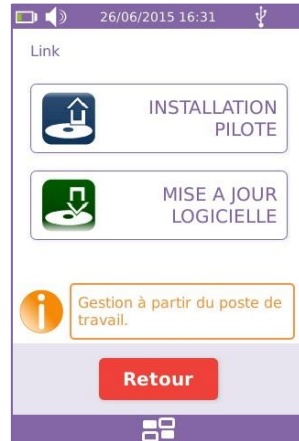 26/06/2015 16:31
Link
INSTALLATION
PILOTE
MISE A JOUR
LOGICIELLE
Gestion à partir du poste de
travail.
Retour